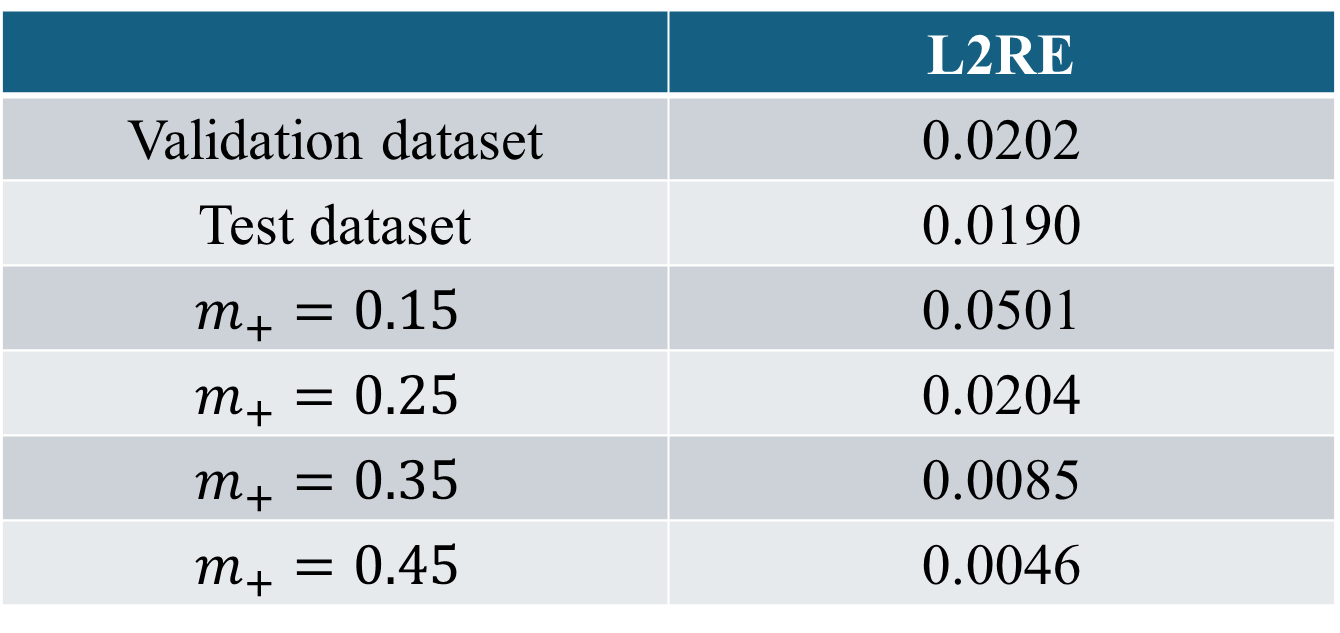 L2RE
Validation dataset 0.0202
Test dataset 0.0190
m₊ = 0.15 0.0501
m₊ = 0.25 0.0204
m₊ = 0.35 0.0085
m₊ = 0.45 0.0046